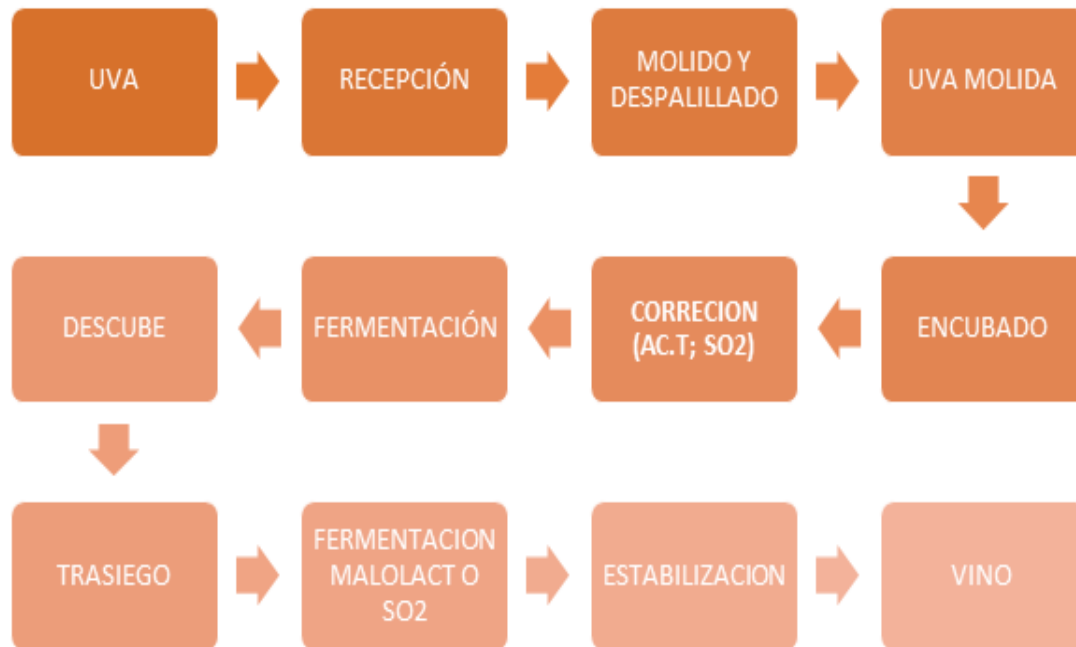 UVA
RECEPCIÓN
MOLIDO Y
DESPALILLADO
UVA MOLIDA
ENCUBADO
CORRECION
(AC.T; SO2)
FERMENTACIÓN
DESCUBE
TRASIEGO
FERMENTACION
MALOLACT O
SO2
ESTABILIZACION
VINO